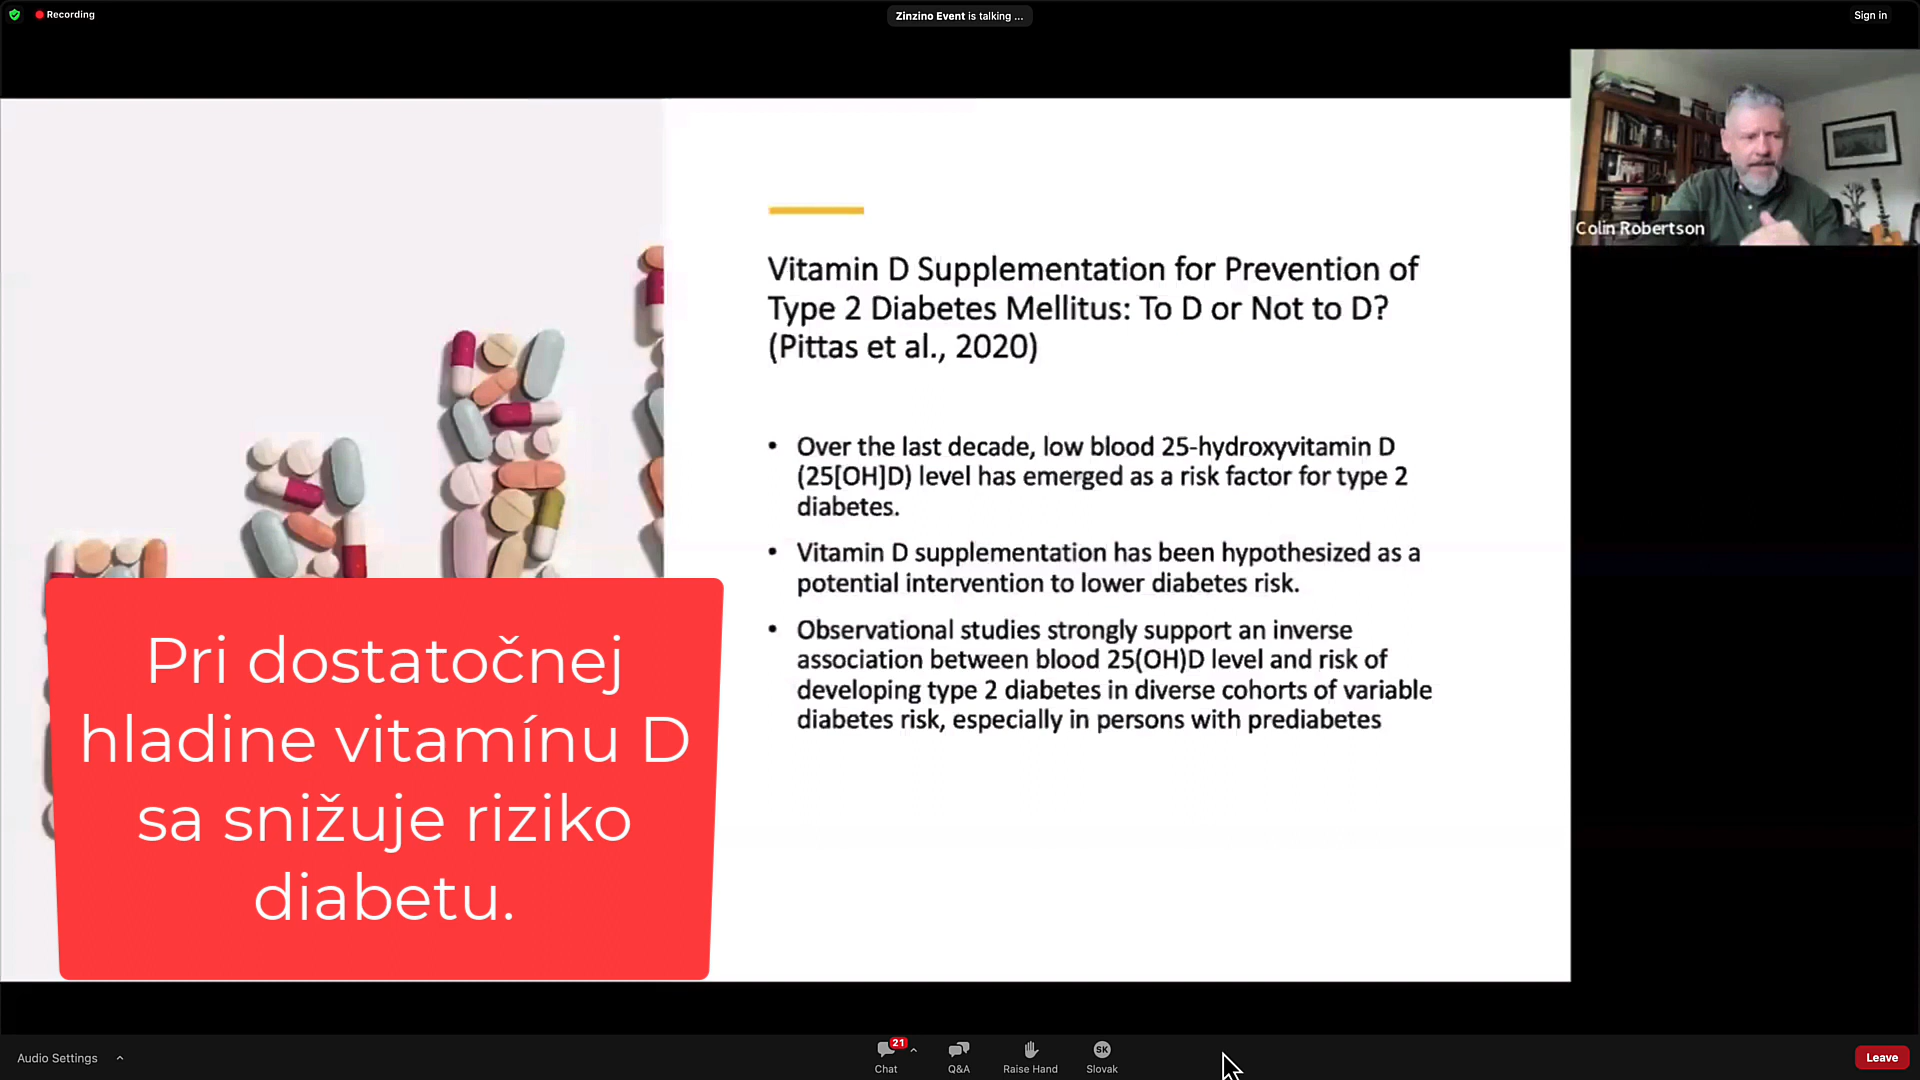 Recording
Zinzino Event is talking ...
Sign in
Colin Robertson
Vitamin D Supplementation for Prevention of
Type 2 Diabetes Mellitus: To D or Not to D?
(Pittas et al., 2020)
• Over the last decade, low blood 25-hydroxyvitamin D
(25[OH]D) level has emerged as a risk factor for type 2
diabetes.
• Vitamin D supplementation has been hypothesized as a
potential intervention to lower diabetes risk.
• Observational studies strongly support an inverse
association between blood 25(OH)D level and risk of
developing type 2 diabetes in diverse cohorts of variable
diabetes risk, especially in persons with prediabetes
Pri dostatočnej
hladine vitamínu D
sa snižuje riziko
diabetu.
Audio Settings
21
Chat
Q&A
Raise Hand
SK
Slovak
Leave